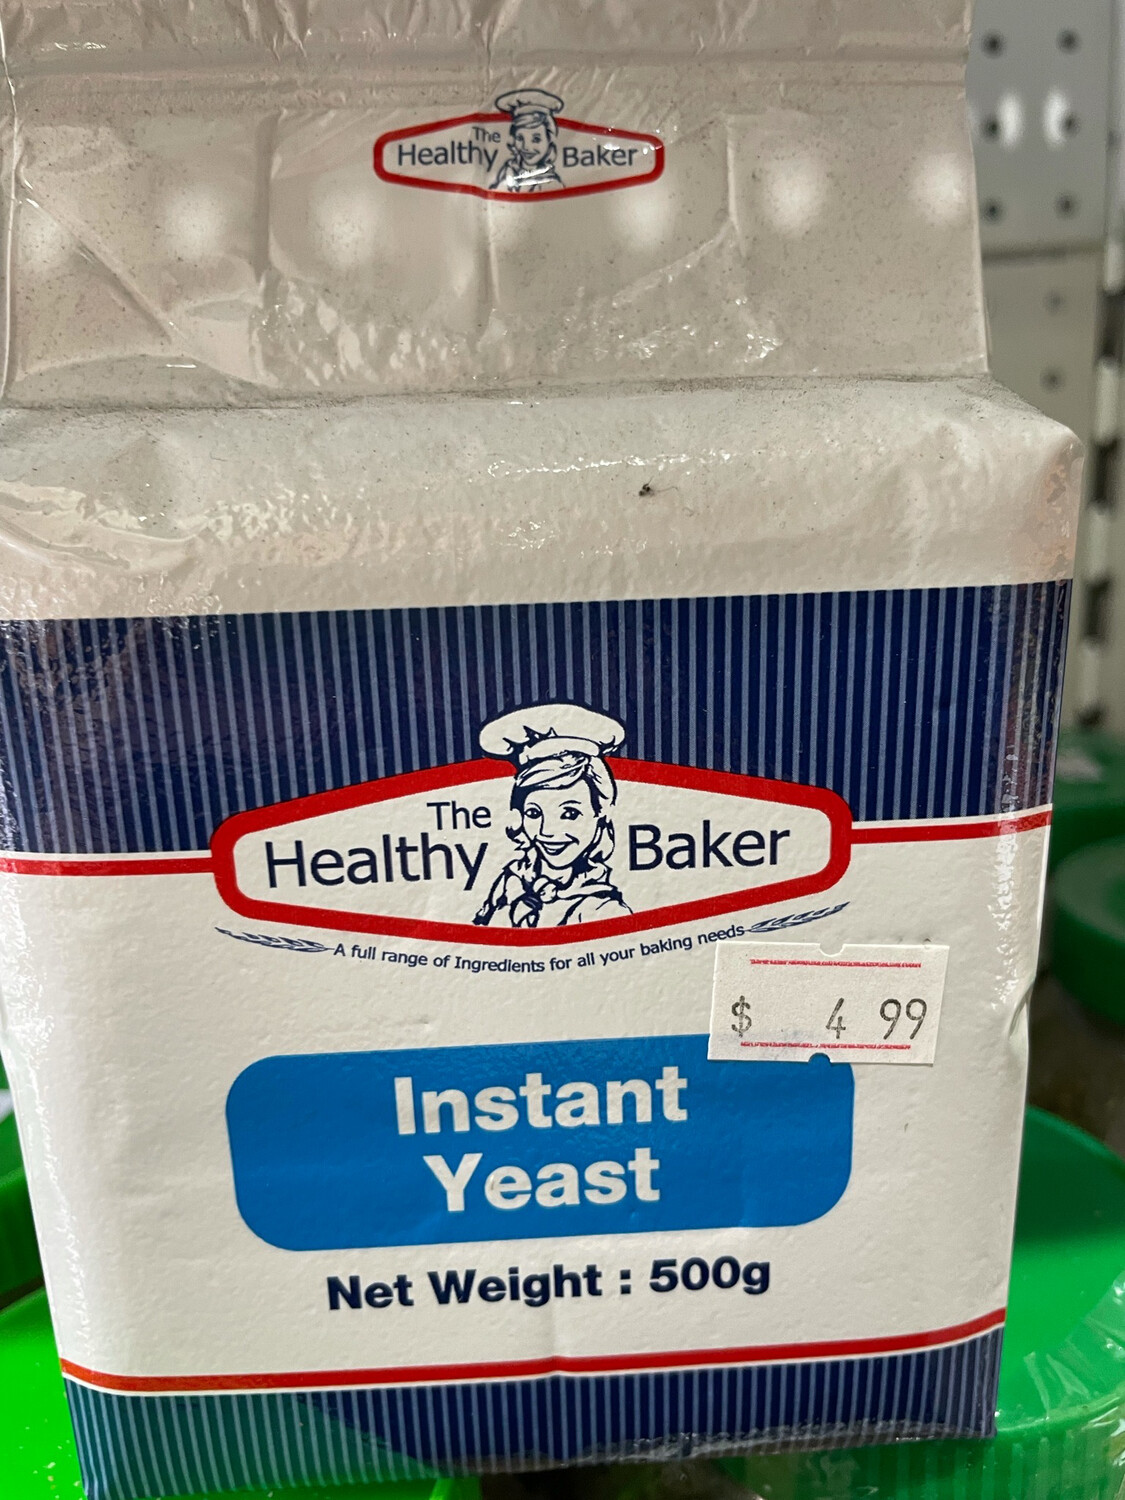 The
Healthy Baker
The
Healthy Baker
A full range of Ingredients for all your baking needs
$ 4 99
Instant
Yeast
Net Weight : 500g